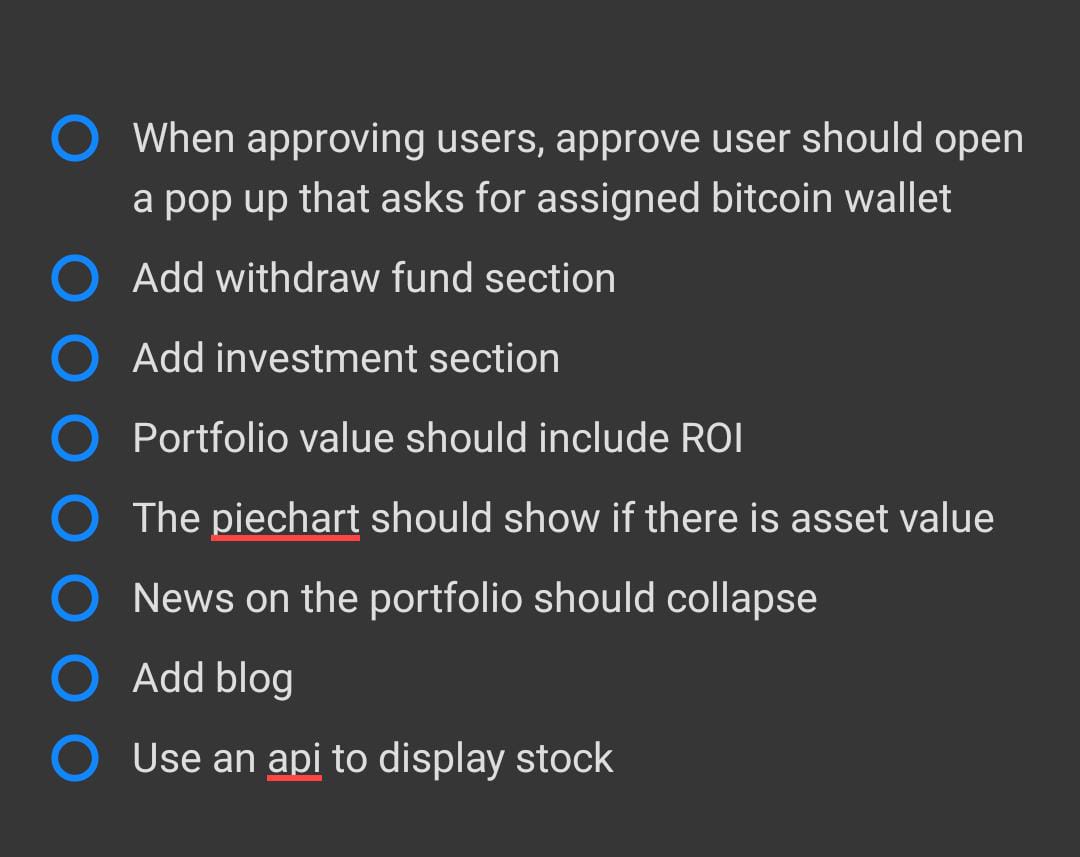 When approving users, approve user should open
a pop up that asks for assigned bitcoin wallet
Add withdraw fund section
Add investment section
Portfolio value should include ROI
The piechart should show if there is asset value
News on the portfolio should collapse
Add blog
Use an api to display stock